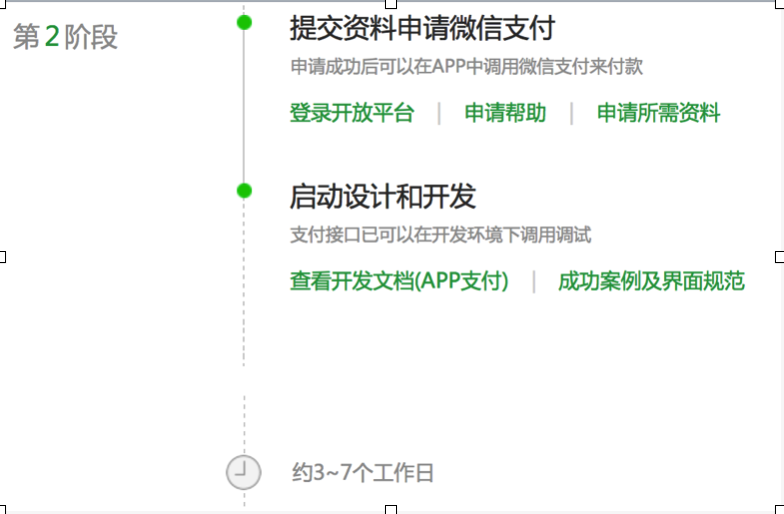 第2阶段
提交资料申请微信支付
申请成功后可以在APP中调用微信支付来付款
登录开放平台 | 申请帮助 | 申请所需资料
启动设计和开发
支付接口已可以在开发环境下调用调试
查看开发文档(APP支付) | 成功案例及界面规范
约3~7个工作日